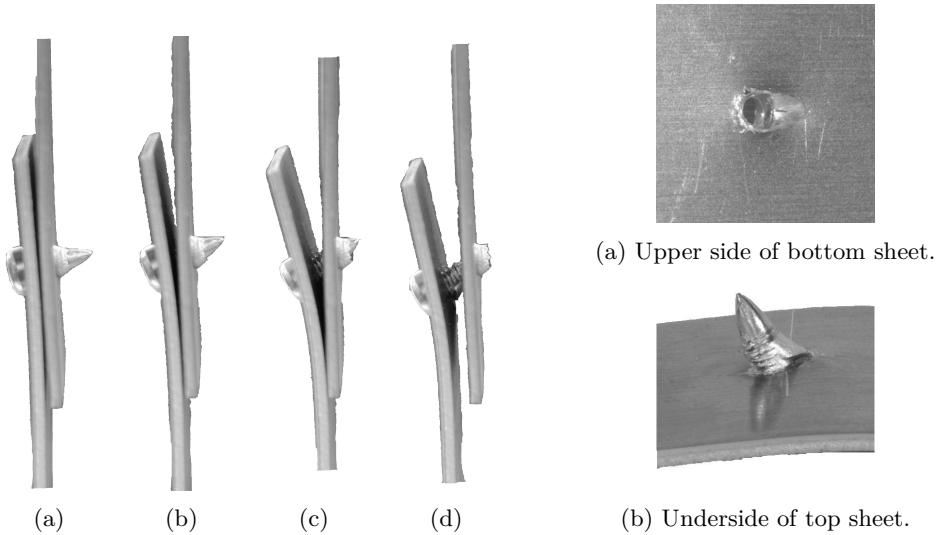 (a) Upper side of bottom sheet.
(a) (b) (c) (d)
(b) Underside of top sheet.